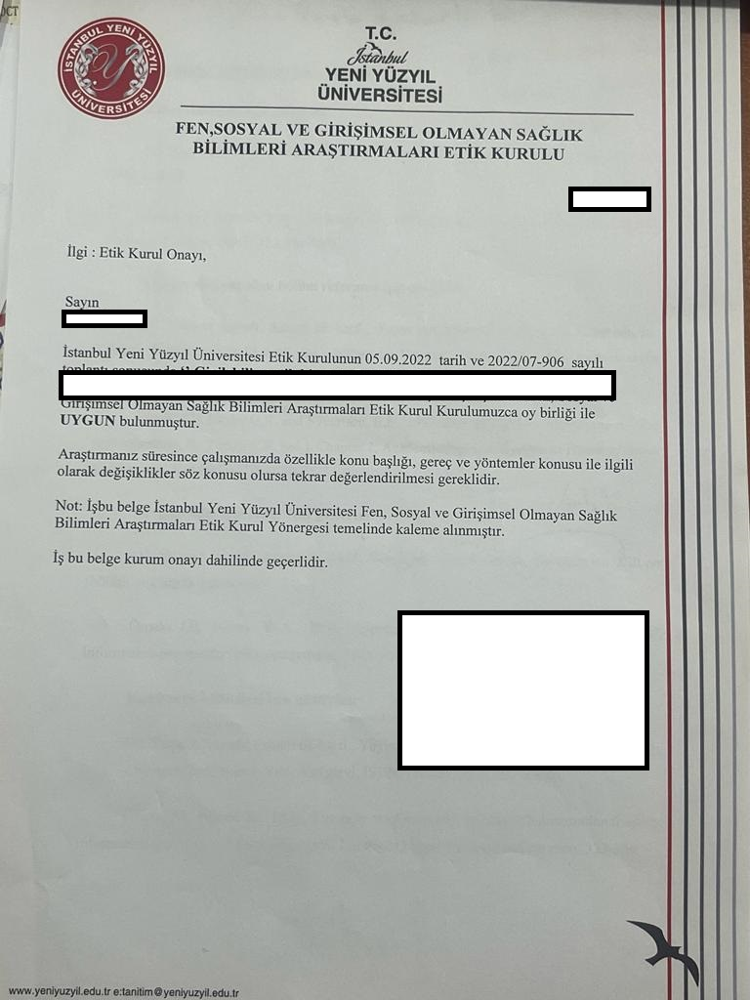 İSTANBUL YENİ YÜZYIL
ÜNİVERSİTESİ
T.C.
İstanbul
YENİ YÜZYIL
ÜNİVERSİTESİ
FEN,SOSYAL VE GİRİŞİMSEL OLMAYAN SAĞLIK
BİLİMLERİ ARAŞTIRMALARI ETİK KURULU
İlgi : Etik Kurul Onayı,
Sayın
İstanbul Yeni Yüzyıl Üniversitesi Etik Kurulunun 05.09.2022 tarih ve 2022/07-906 sayılı
Girişimsel Olmayan Sağlık Bilimleri Araştırmaları Etik Kurul Kurulumuzca oy birliği ile
UYGUN bulunmuştur.
Araştırmanız süresince çalışmanızda özellikle konu başlığı, gereç ve yöntemler konusu ile ilgili
olarak değişiklikler söz konusu olursa tekrar değerlendirilmesi gereklidir.
Not: İşbu belge İstanbul Yeni Yüzyıl Üniversitesi Fen, Sosyal ve Girişimsel Olmayan Sağlık
Bilimleri Araştırmaları Etik Kurul Yönergesi temelinde kaleme alınmıştır.
İş bu belge kurum onayı dahilinde geçerlidir.
www.yeniyuzyil.edu.tr e:tanitim@yeniyuzyil.edu.tr